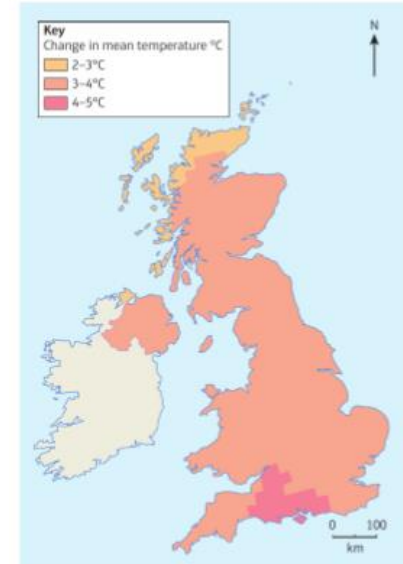 Key
Change in mean temperature °C
2–3°C
3–4°C
4–5°C
N
0 100
km